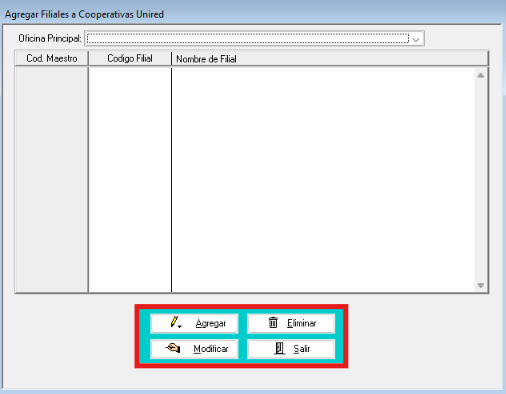 Agregar Filiales a Cooperativas Unired
Oficina Principal:
Cod. Maestro Codigo Filial Nombre de Filial
Agregar Eliminar
Modificar Salir